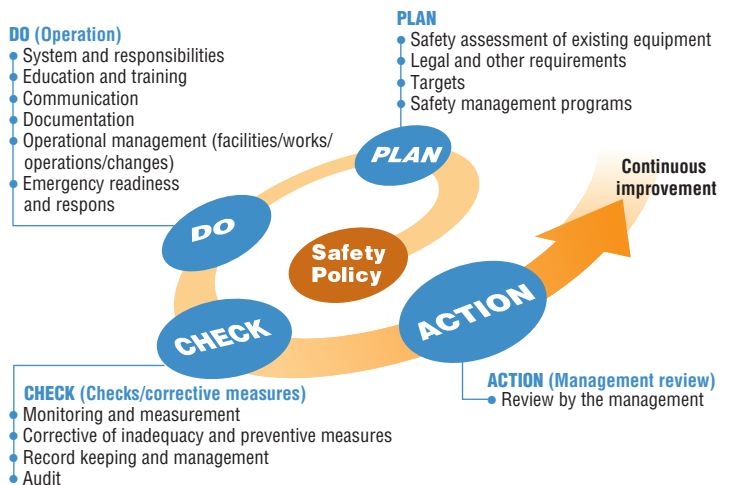 PLAN
Safety assessment of existing equipment
Legal and other requirements
Targets
Safety management programs
DO (Operation)
System and responsibilities
Education and training
Communication
Documentation
Operational management (facilities/works/
operations/changes)
Emergency readiness
and respons
PLAN
DO
Safety
Policy
CHECK
ACTION
Continuous
improvement
CHECK (Checks/corrective measures)
Monitoring and measurement
Corrective of inadequacy and preventive measures
Record keeping and management
Audit
ACTION (Management review)
Review by the management